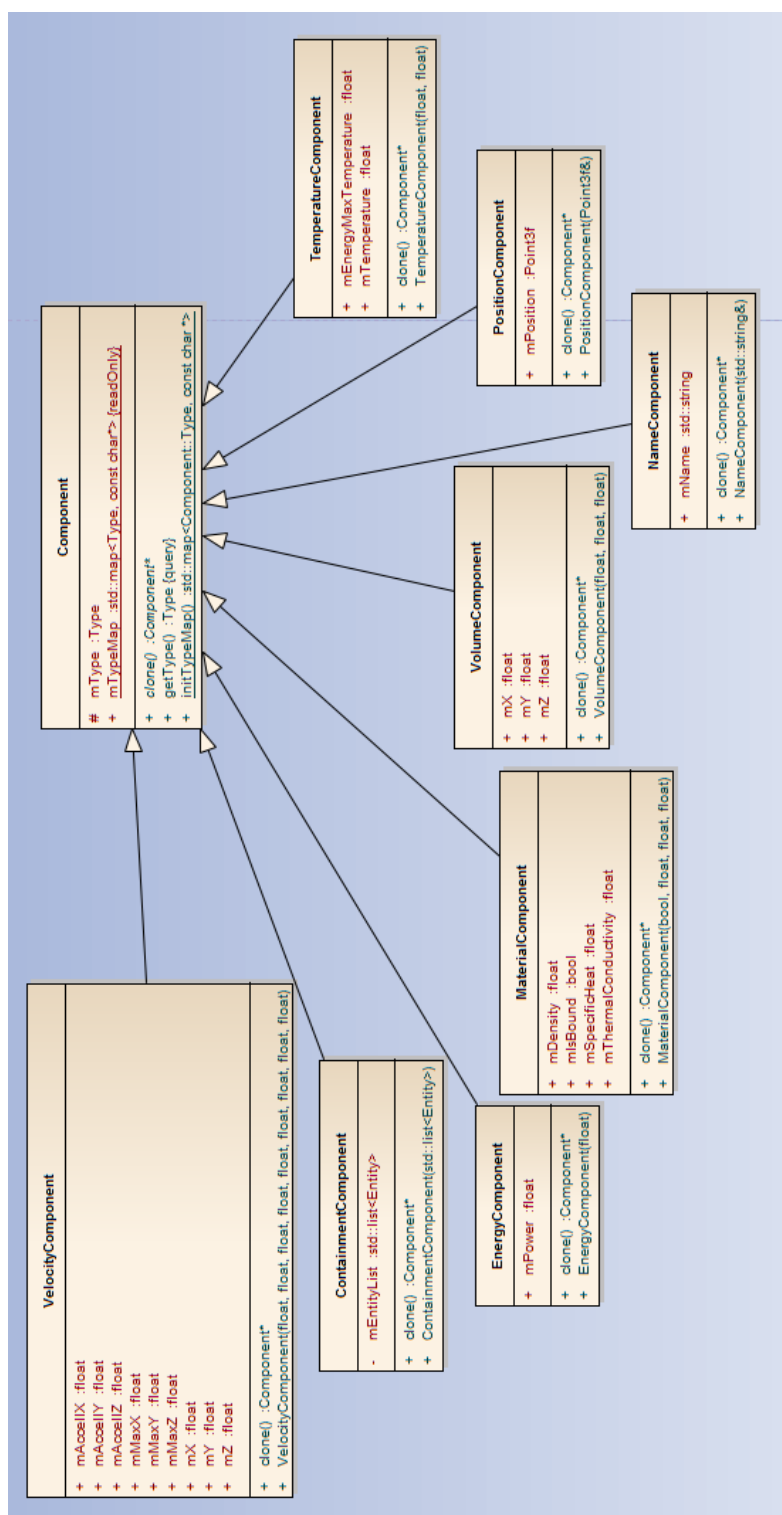 VelocityComponent
+ mAccellX :float
+ mAccellY :float
+ mAccellZ :float
+ mMaxX :float
+ mMaxY :float
+ mMaxZ :float
+ mX :float
+ mY :float
+ mZ :float
+ clone() :Component*
+ VelocityComponent(float, float, float, float, float, float, float, float, float)
Component
# mType :Type
+ mTypeMap :std::map<Type, const char*> {readOnly}
+ clone() :Component*
+ getType() :Type {query}
+ initTypeMap() :std::map<Component::Type, const char *>
TemperatureComponent
+ mEnergyMaxTemperature :float
+ mTemperature :float
+ clone() :Component*
+ TemperatureComponent(float, float)
ContainmentComponent
- mEntityList :std::list<Entity>
+ clone() :Component*
+ ContainmentComponent(std::list<Entity>)
EnergyComponent
+ mPower :float
+ clone() :Component*
+ EnergyComponent(float)
MaterialComponent
+ mDensity :float
+ mIsBound :bool
+ mSpecificHeat :float
+ mThermalConductivity :float
+ clone() :Component*
+ MaterialComponent(bool, float, float, float)
VolumeComponent
+ mX :float
+ mY :float
+ mZ :float
+ clone() :Component*
+ VolumeComponent(float, float, float)
PositionComponent
+ mPosition :Point3f
+ clone() :Component*
+ PositionComponent(Point3f&)
NameComponent
+ mName :std::string
+ clone() :Component*
+ NameComponent(std::string&)